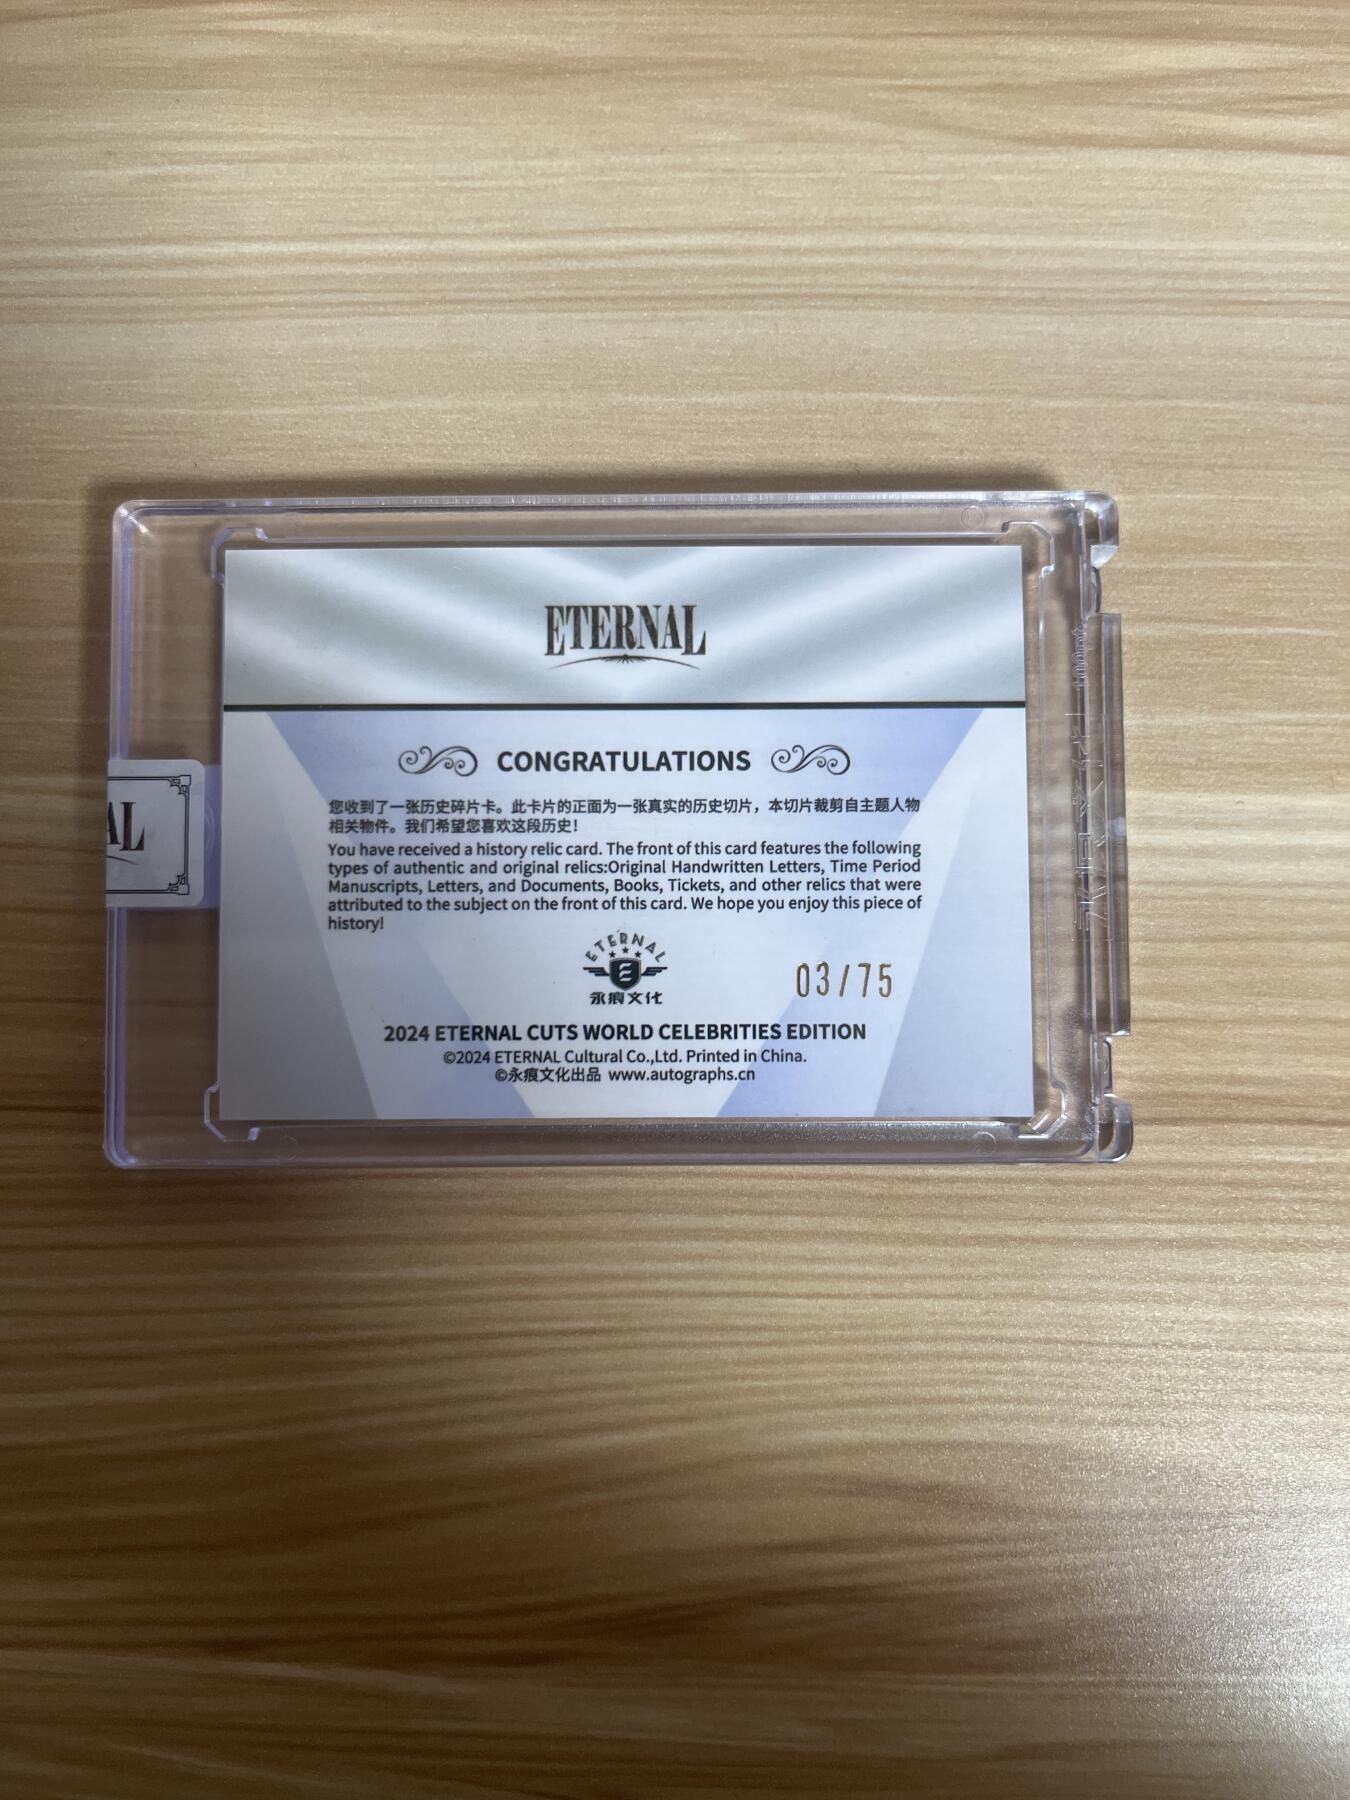 ETERNAL
CONGRATULATIONS
您收到了一张历史碎片卡。此卡片的正面为一张真实的历史切片，本切片裁剪自主题人物
相关物件。我们希望您喜欢这段历史！
You have received a history relic card. The front of this card features the following
types of authentic and original relics:Original Handwritten Letters, Time Period
Manuscripts, Letters, and Documents, Books, Tickets, and other relics that were
attributed to the subject on the front of this card. We hope you enjoy this piece of
history!
AL
ETERNAL
永痕文化
03/75
2024 ETERNAL CUTS WORLD CELEBRITIES EDITION
©2024 ETERNAL Cultural Co.,Ltd. Printed in China.
©永痕文化出品 www.autographs.cn